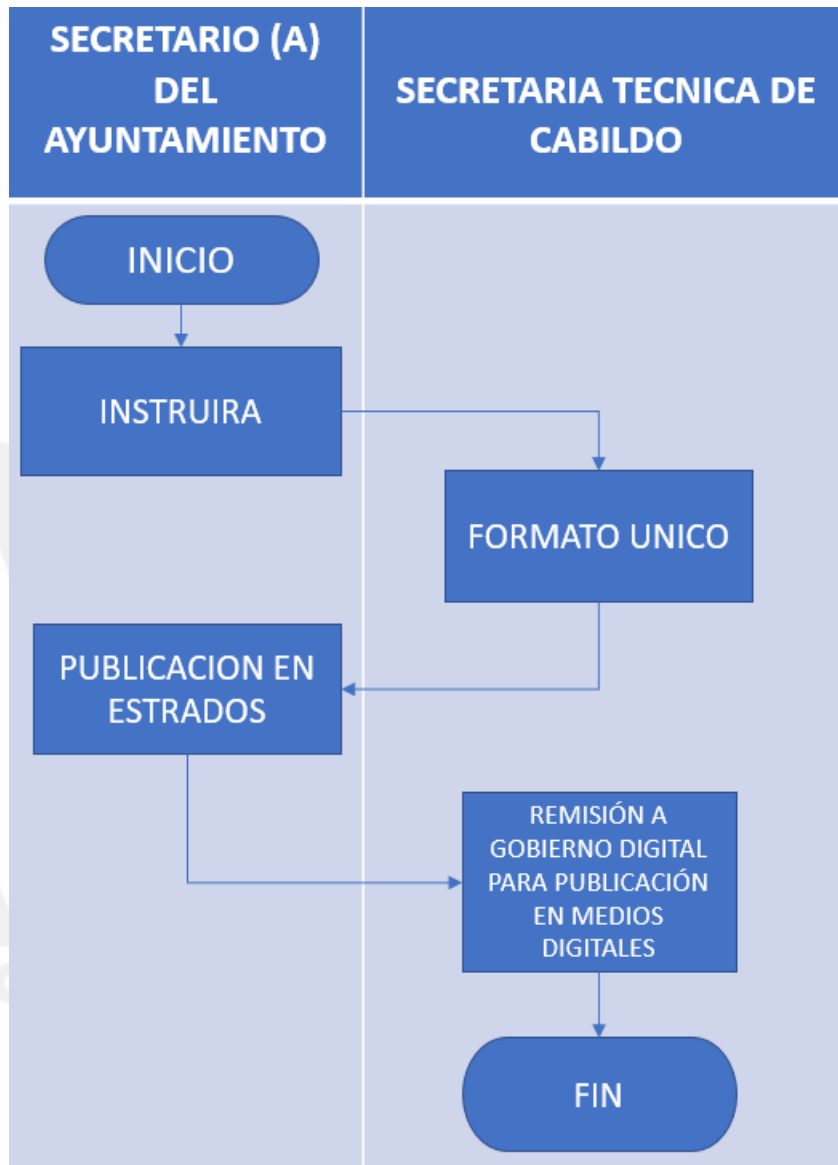 SECRETARIO (A)
DEL
AYUNTAMIENTO
SECRETARIA TECNICA DE
CABILDO
INICIO
INSTRUIRA
FORMATO UNICO
PUBLICACION EN
ESTRADOS
REMISIÓN A
GOBIERNO DIGITAL
PARA PUBLICACIÓN
EN MEDIOS
DIGITALES
FIN